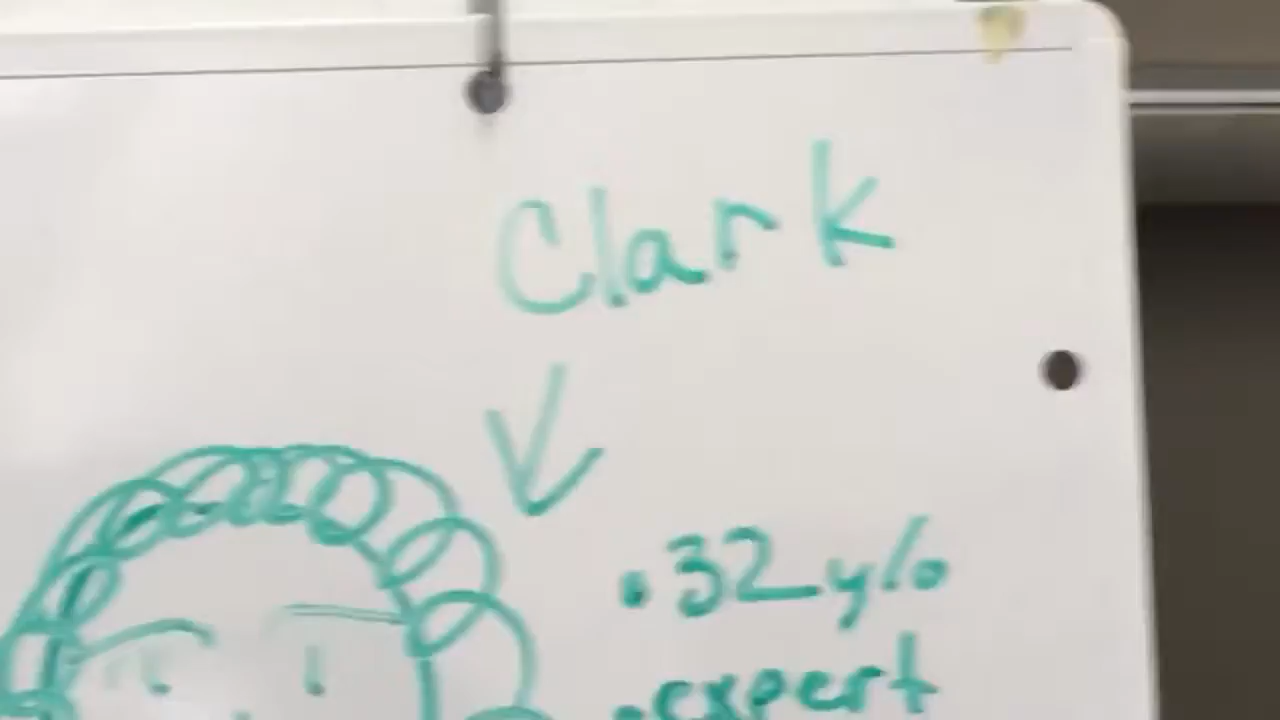 Clark
• 32 y/o
• expert